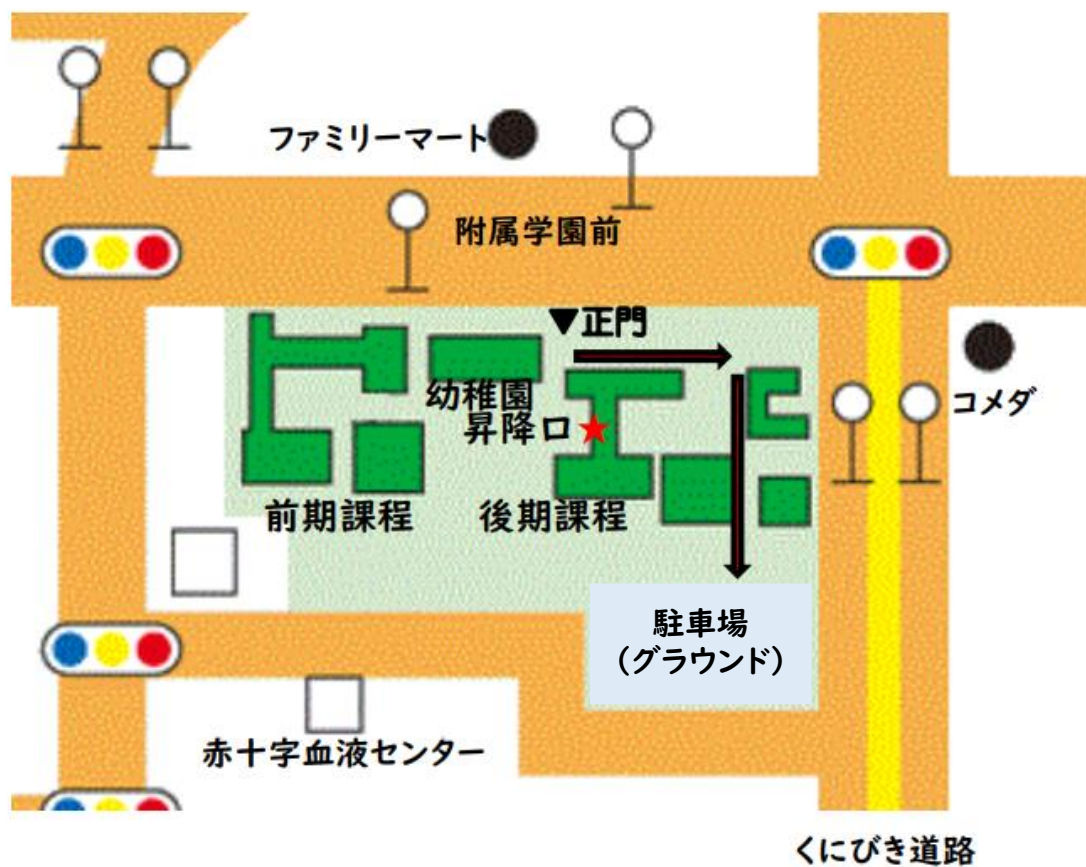 ファミリーマート
附属学園前
▼正門
幼稚園
昇降口
コメダ
前期課程
後期課程
駐車場
(グラウンド)
赤十字血液センター
くにびき道路